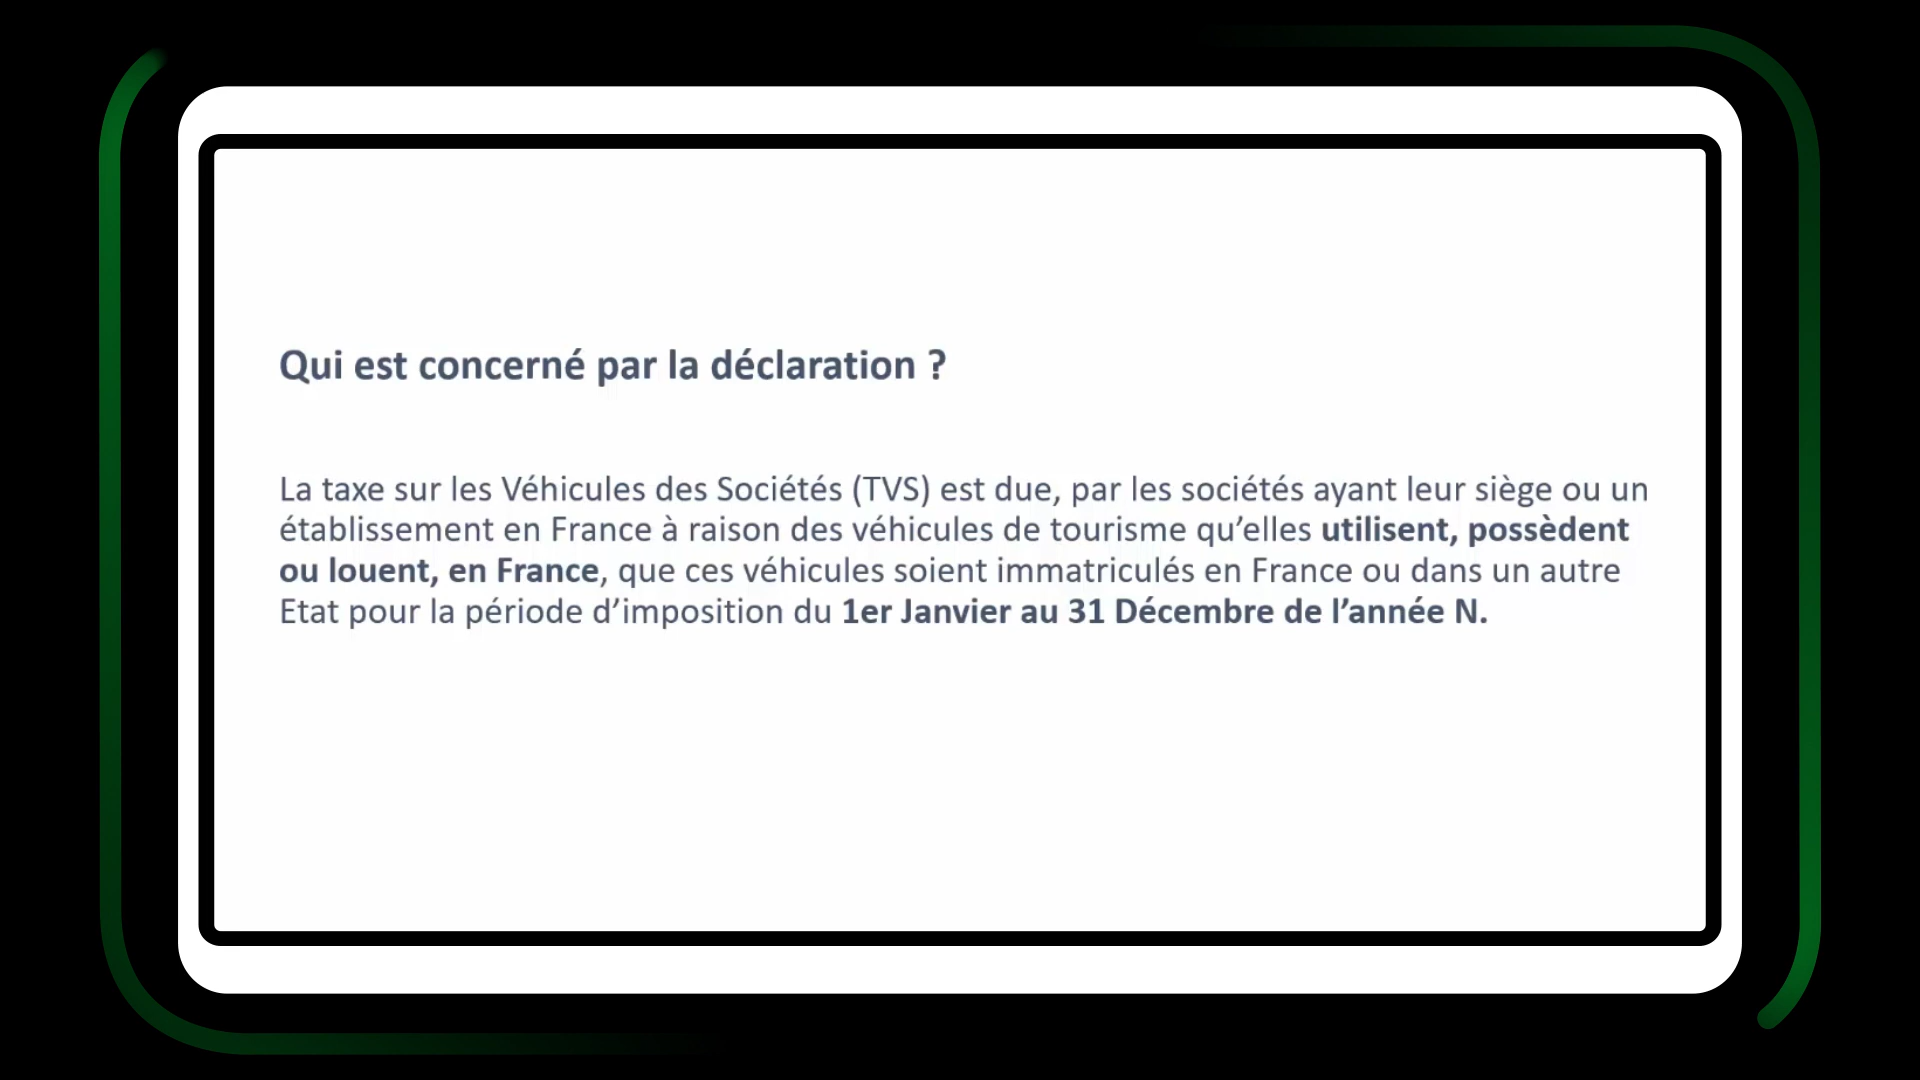 Qui est concerné par la déclaration ?
La taxe sur les Véhicules des Sociétés (TVS) est due, par les sociétés ayant leur siège ou un
établissement en France à raison des véhicules de tourisme qu’elles utilisent, possèdent
ou louent, en France, que ces véhicules soient immatriculés en France ou dans un autre
Etat pour la période d’imposition du 1er Janvier au 31 Décembre de l’année N.